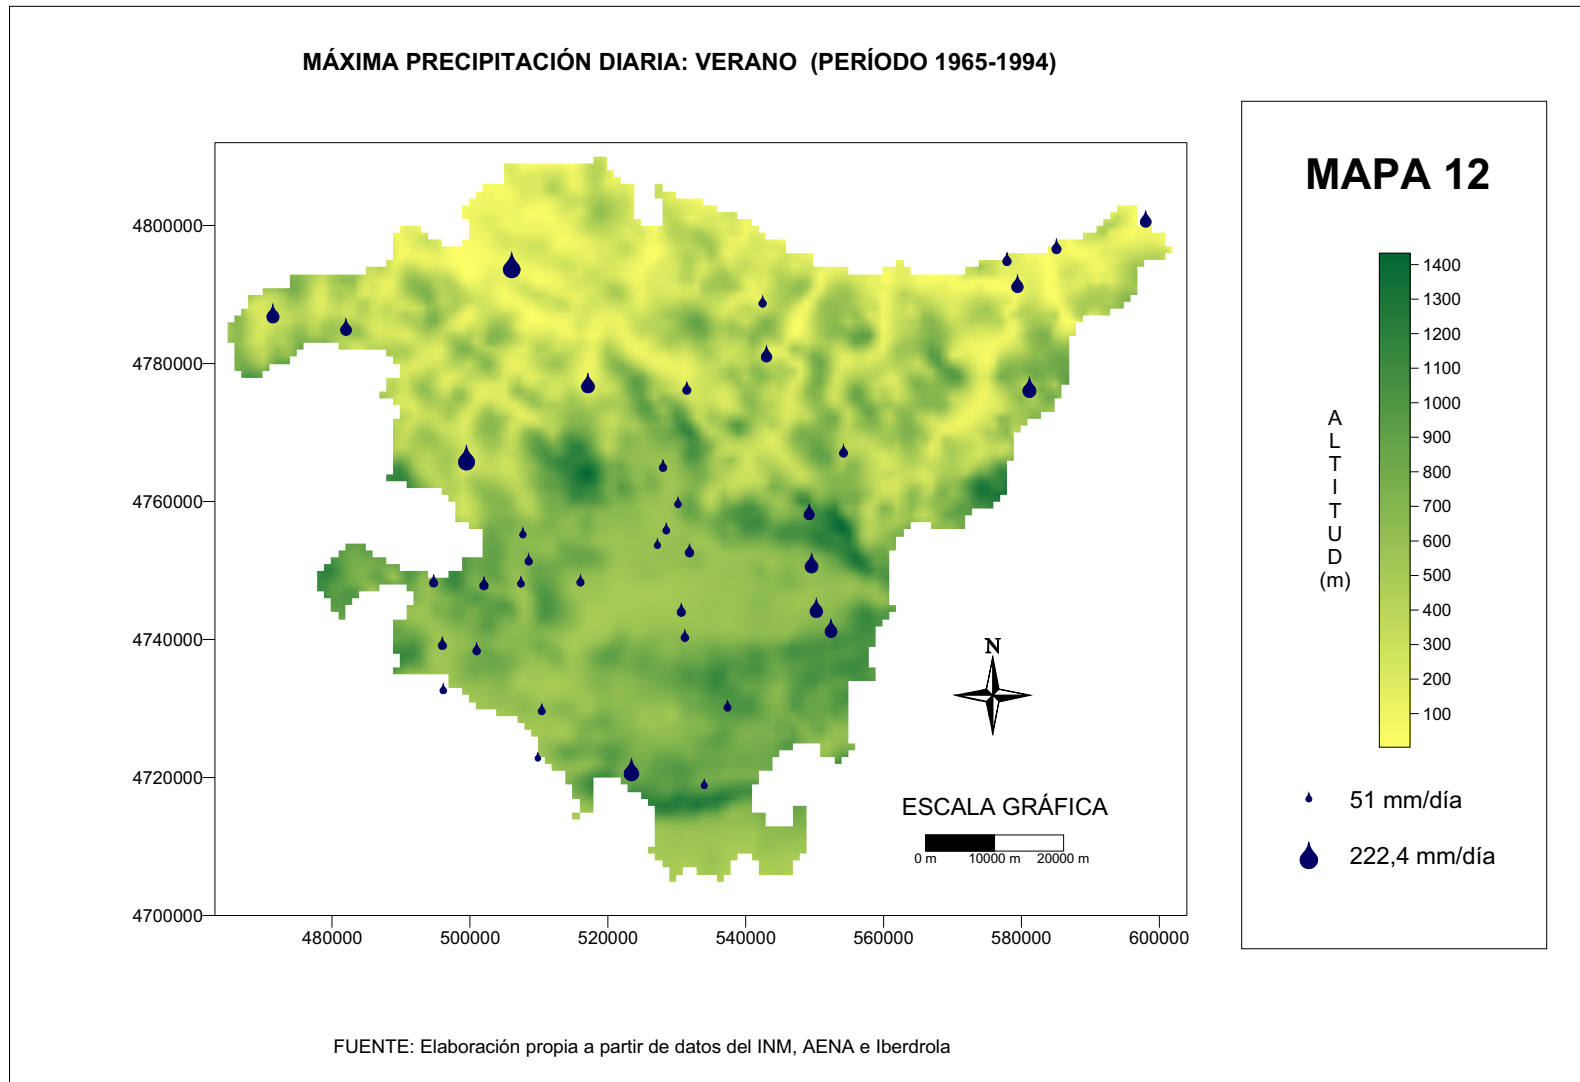 MÁXIMA PRECIPITACIÓN DIARIA: VERANO (PERÍODO 1965-1994)
MAPA 12
4800000
4780000
4760000
4740000
4720000
4700000
480000
500000
520000
540000
560000
580000
600000
N
ESCALA GRÁFICA
0 m
10000 m
20000 m
ALTITUD
(m)
1400
1300
1200
1100
1000
900
800
700
600
500
400
300
200
100
51 mm/día
222,4 mm/día
FUENTE: Elaboración propia a partir de datos del INM, AENA e Iberdrola